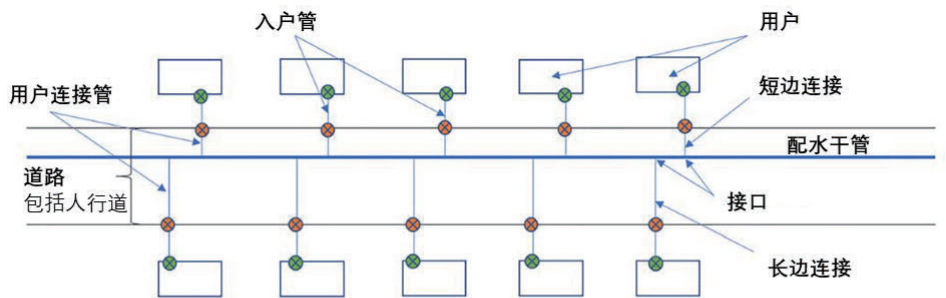 入户管
用户
用户连接管
短边连接
配水干管
道路
包括人行道
接口
长边连接